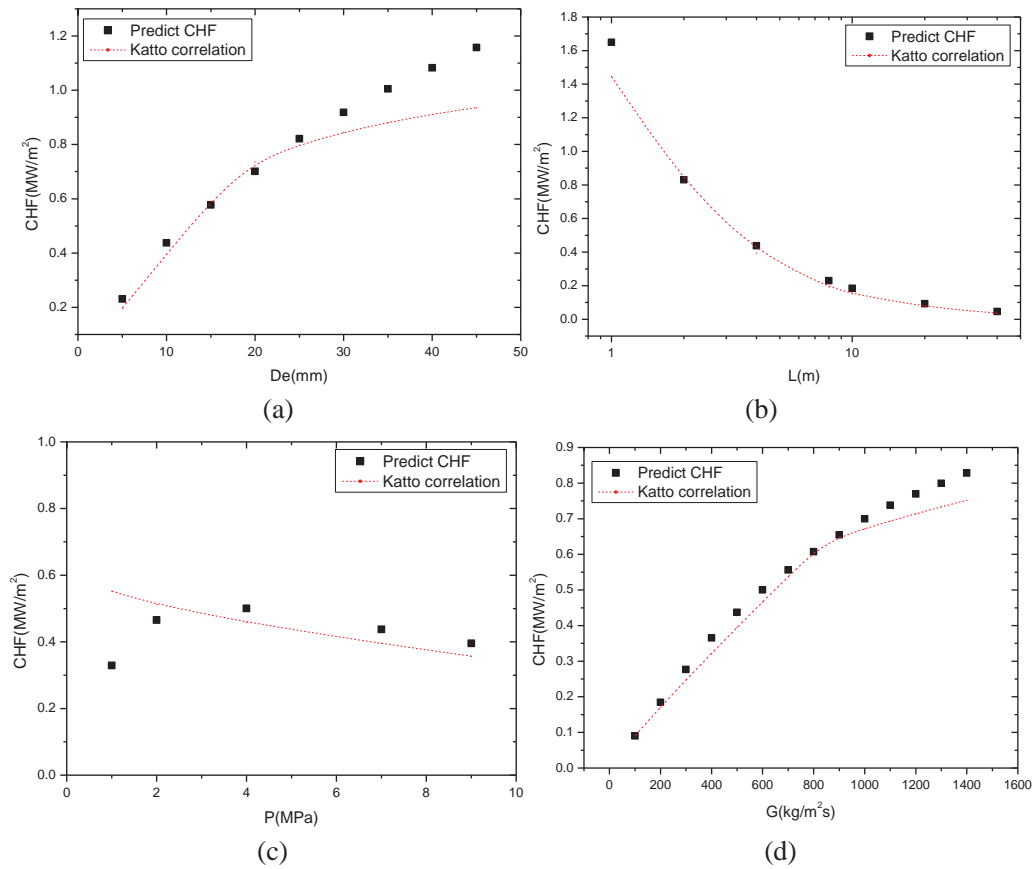 Predict CHF
Katto correlation
1.2
1.0
0.8
0.6
0.4
0.2
CHF(MW/m²)
0 10 20 30 40 50
De(mm)
(a)
Predict CHF
Katto correlation
1.8
1.6
1.4
1.2
1.0
0.8
0.6
0.4
0.2
0.0
CHF(MW/m²)
1 10
L(m)
(b)
Predict CHF
Katto correlation
1.0
0.8
0.6
0.4
0.2
0.0
CHF(MW/m²)
0 2 4 6 8 10
P(MPa)
(c)
Predict CHF
Katto correlation
0.9
0.8
0.7
0.6
0.5
0.4
0.3
0.2
0.1
0.0
CHF(MW/m²)
0 200 400 600 800 1000 1200 1400 1600
G(kg/m²s)
(d)